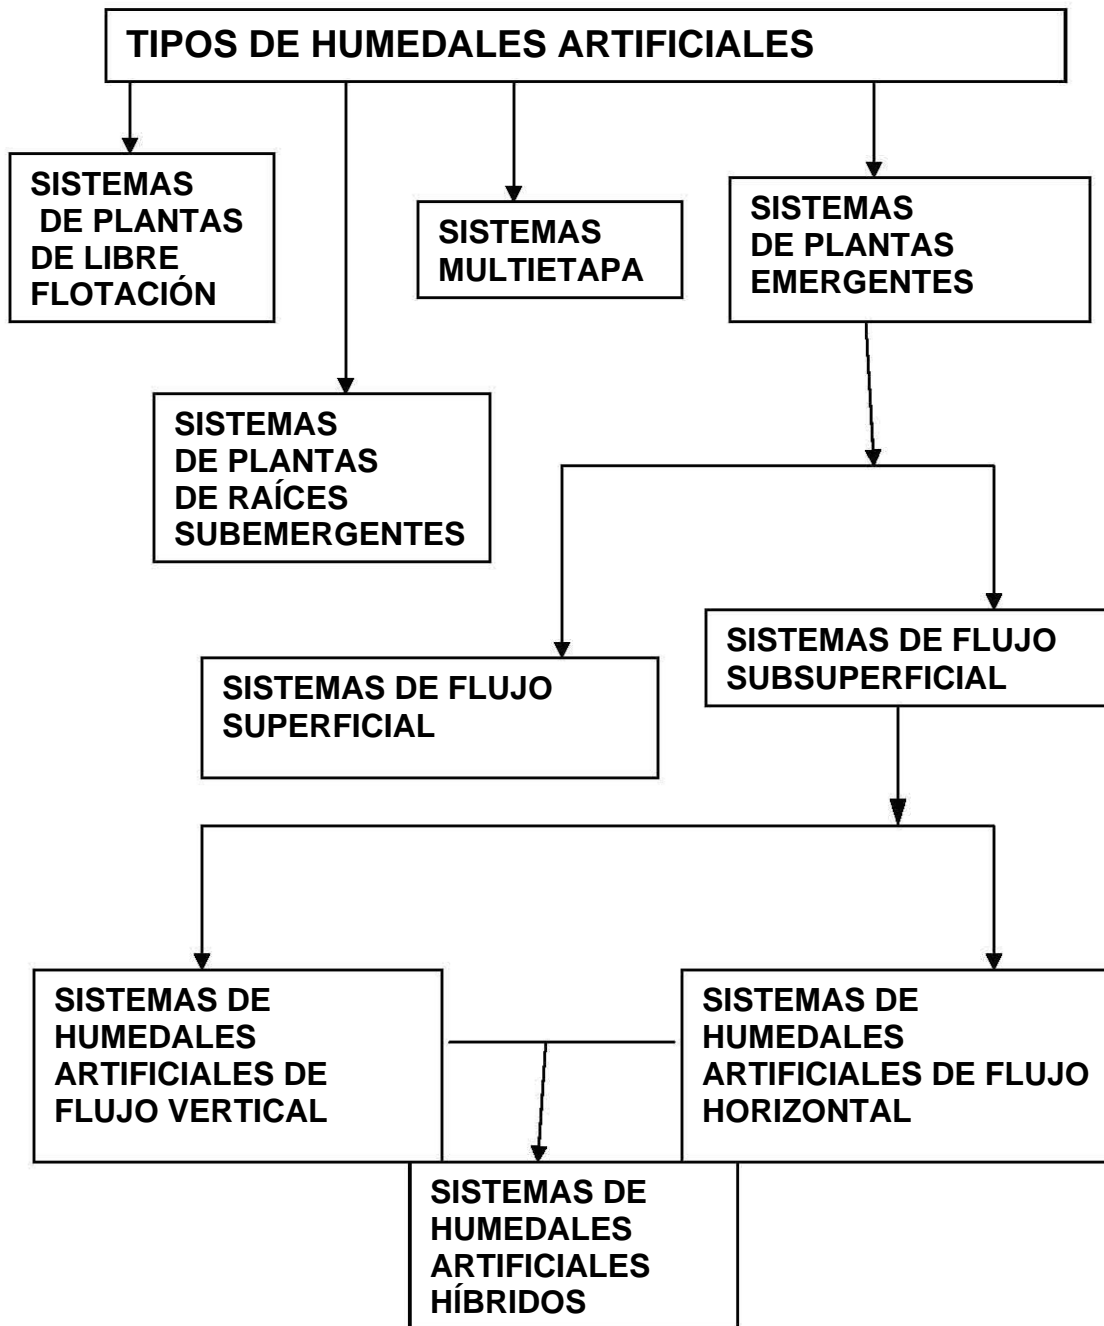 TIPOS DE HUMEDALES ARTIFICIALES
SISTEMAS
DE PLANTAS
DE LIBRE
FLOTACIÓN
SISTEMAS
MULTIETAPA
SISTEMAS
DE PLANTAS
EMERGENTES
SISTEMAS
DE PLANTAS
DE RAÍCES
SUBEMERGENTES
SISTEMAS DE FLUJO
SUPERFICIAL
SISTEMAS DE FLUJO
SUBSUPERFICIAL
SISTEMAS DE
HUMEDALES
ARTIFICIALES DE
FLUJO VERTICAL
SISTEMAS DE
HUMEDALES
ARTIFICIALES DE FLUJO
HORIZONTAL
SISTEMAS DE
HUMEDALES
ARTIFICIALES
HÍBRIDOS